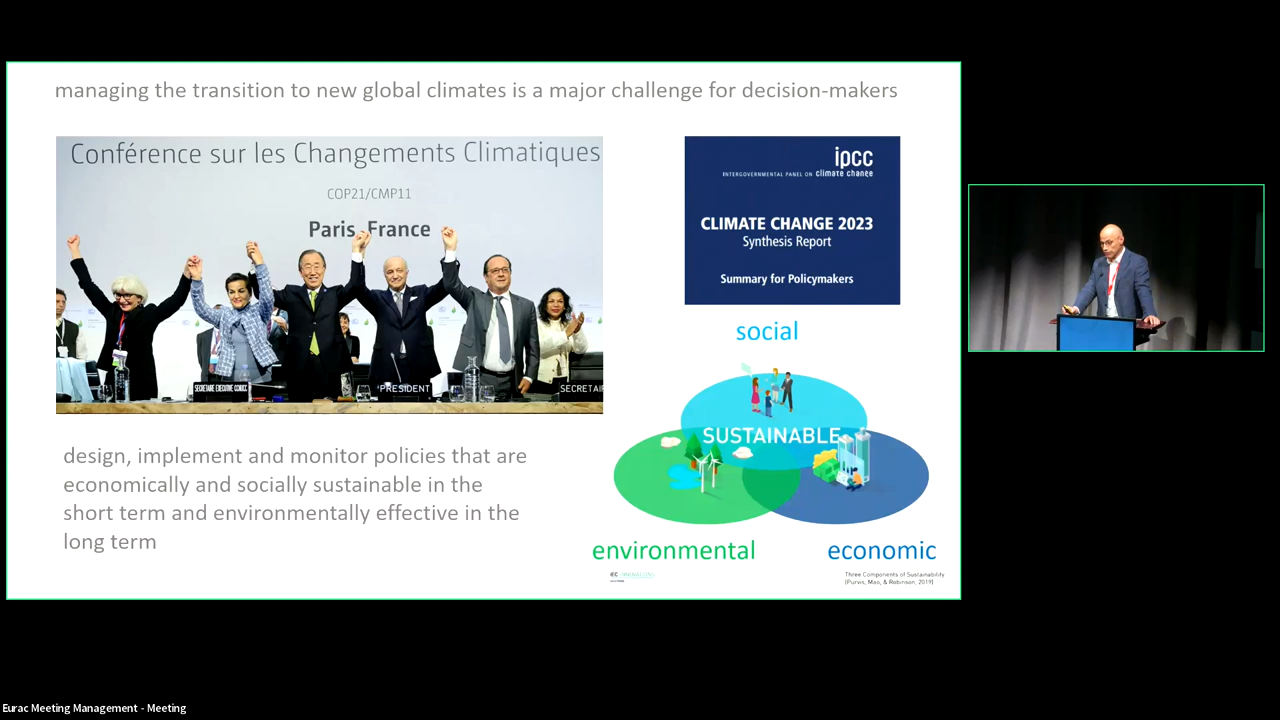 managing the transition to new global climates is a major challenge for decision-makers
Conférence sur les Changements Climatiques
COP21/CMP11
Paris, France
PRESIDENT
SECRETAIR
ipcc
INTERGOVERNMENTAL PANEL ON climate change
CLIMATE CHANGE 2023
Synthesis Report
Summary for Policymakers
social
SUSTAINABLE
environmental
economic
design, implement and monitor policies that are
economically and socially sustainable in the
short term and environmentally effective in the
long term
Three Components of Sustainability
(Purvis, Mao, & Robinson, 2019)
Eurac Meeting Management - Meeting